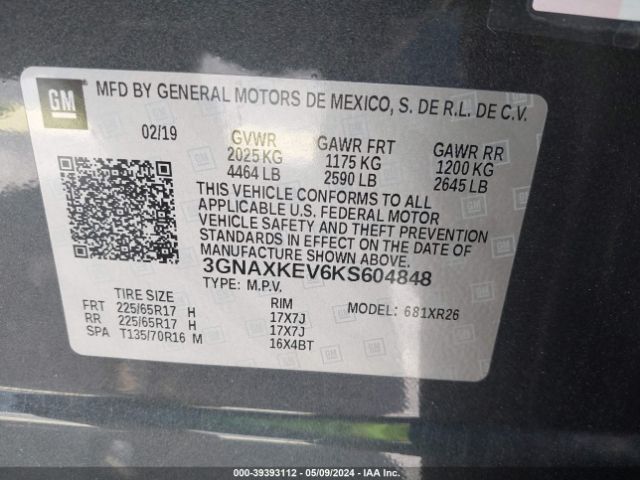 GM
MFD BY GENERAL MOTORS DE MEXICO, S. DE R.L. DE C.V.
02/19
GVWR GAWR FRT GAWR RR
2025 KG 1175 KG 1200 KG
4464 LB 2590 LB 2645 LB
THIS VEHICLE CONFORMS TO ALL
APPLICABLE U.S. FEDERAL MOTOR
VEHICLE SAFETY AND THEFT PREVENTION
STANDARDS IN EFFECT ON THE DATE OF
MANUFACTURE SHOWN ABOVE.
3GNAXKEV6KS604848
TYPE: M.P.V.
TIRE SIZE RIM MODEL: 681XR26
FRT 225/65R17 H 17X7J
RR 225/65R17 H 17X7J
SPA T135/70R16 M 16X4BT
000-39393112 - 05/09/2024 - IAA Inc.